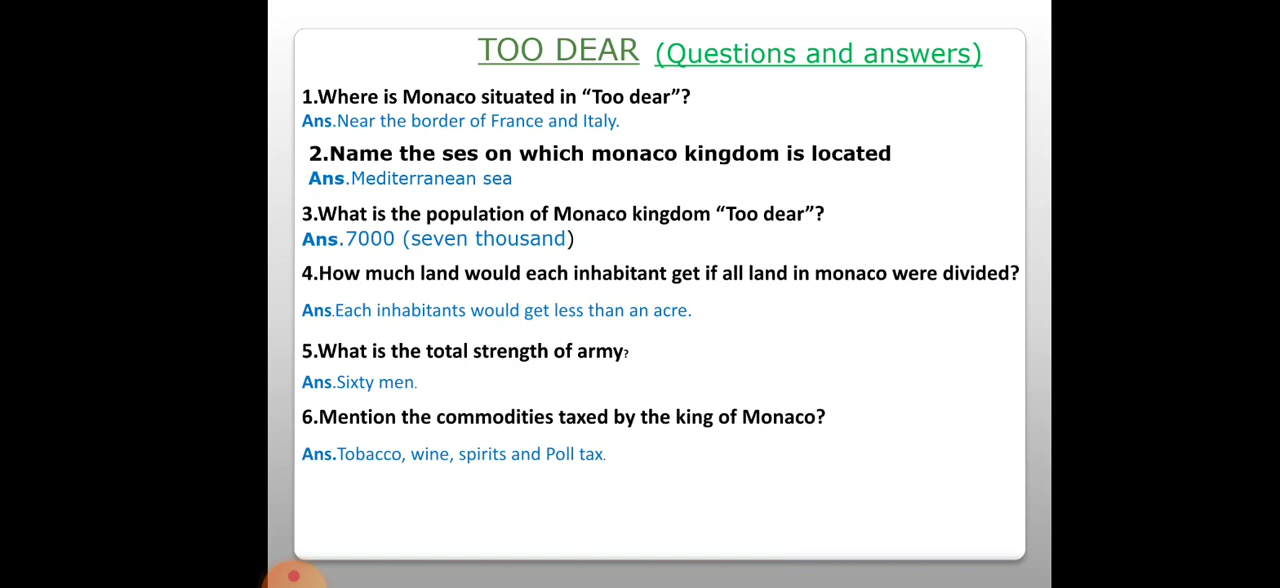 TOO DEAR (Questions and answers)
1.Where is Monaco situated in “Too dear”?
Ans.Near the border of France and Italy.
2.Name the ses on which monaco kingdom is located
Ans.Mediterranean sea
3.What is the population of Monaco kingdom “Too dear”?
Ans.7000 (seven thousand)
4.How much land would each inhabitant get if all land in monaco were divided?
Ans.Each inhabitants would get less than an acre.
5.What is the total strength of army?
Ans.Sixty men.
6.Mention the commodities taxed by the king of Monaco?
Ans.Tobacco, wine, spirits and Poll tax.